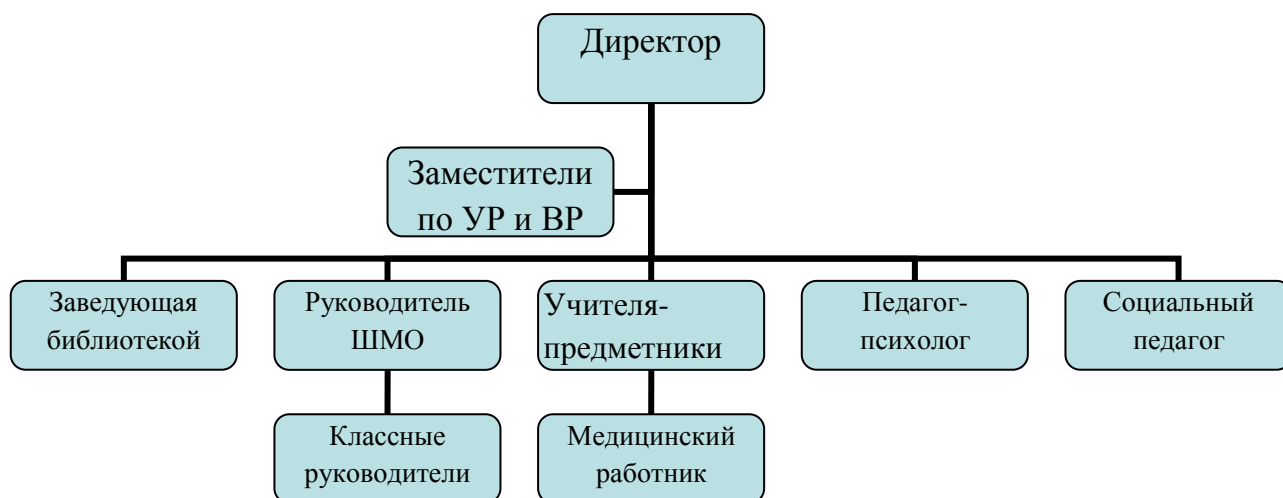 Директор
Заместители
по УР и ВР
Заведующая
библиотекой
Руководитель
ШМО
Учителя-
предметники
Педагог-
психолог
Социальный
педагог
Классные
руководители
Медицинский
работник